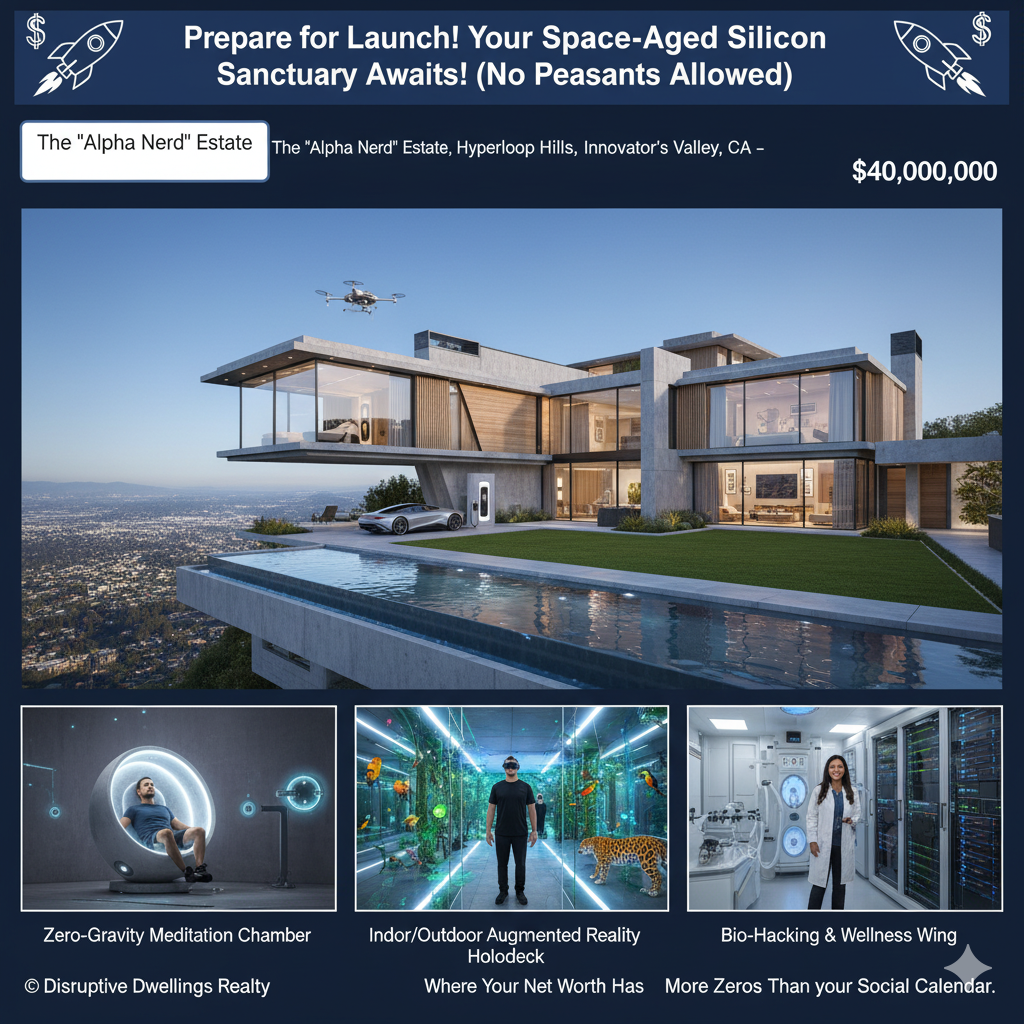 $
$
Prepare for Launch! Your Space-Aged Silicon
Sanctuary Awaits! (No Peasants Allowed)
The "Alpha Nerd" Estate
The "Alpha Nerd" Estate, Hyperloop Hills, Innovator's Valley, CA –
$40,000,000
Zero-Gravity Meditation Chamber
Indor/Outdoor Augmented Reality
Holodeck
Bio-Hacking & Wellness Wing
© Disruptive Dwellings Realty
Where Your Net Worth Has
More Zeros Than your Social Calendar.